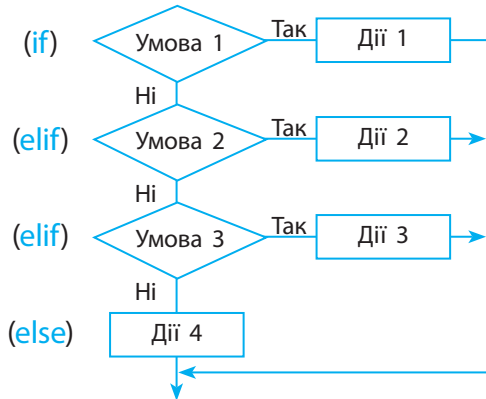 (if) Умова 1 Так Дії 1
Ні
(elif) Умова 2 Так Дії 2
Ні
(elif) Умова 3 Так Дії 3
Ні
(else) Дії 4